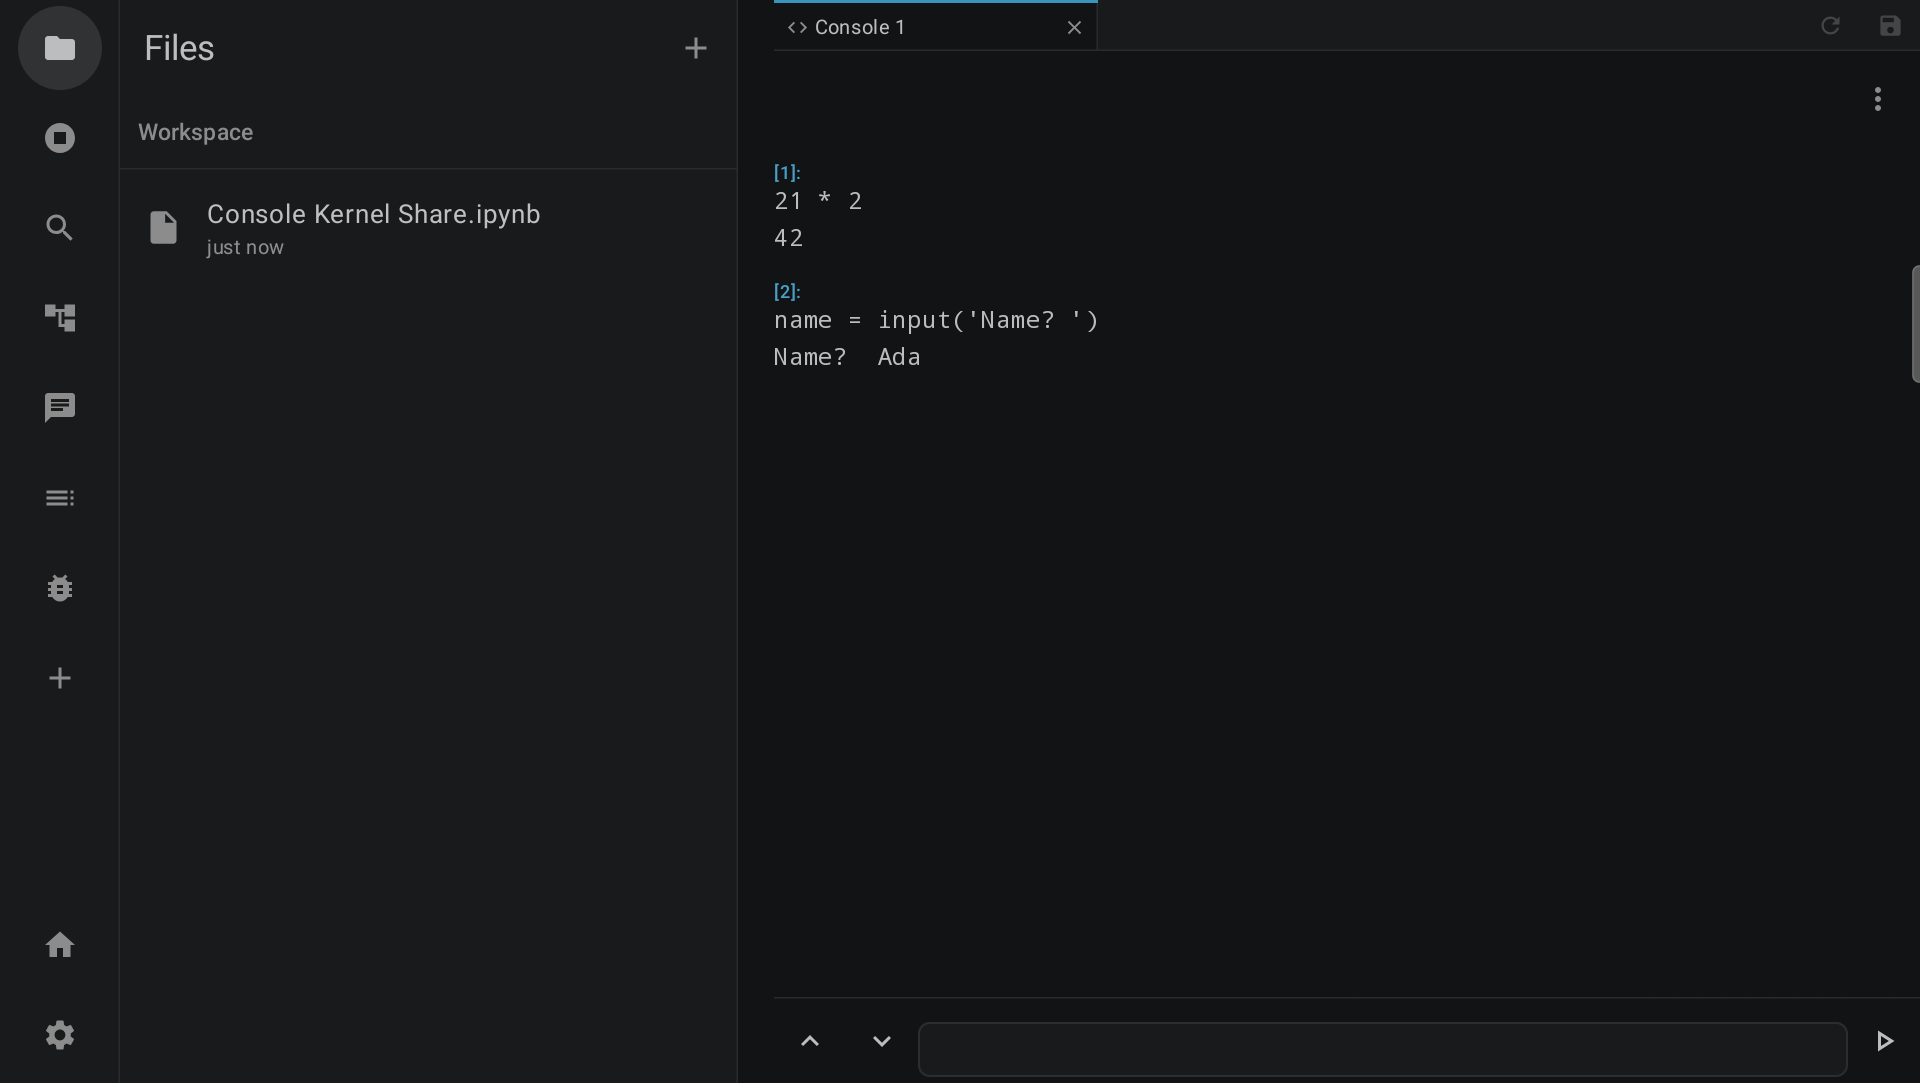 Files
Workspace
Console Kernel Share.ipynb
just now
Console 1
[1]:
21 * 2
42
[2]:
name = input('Name? ')
Name?  Ada